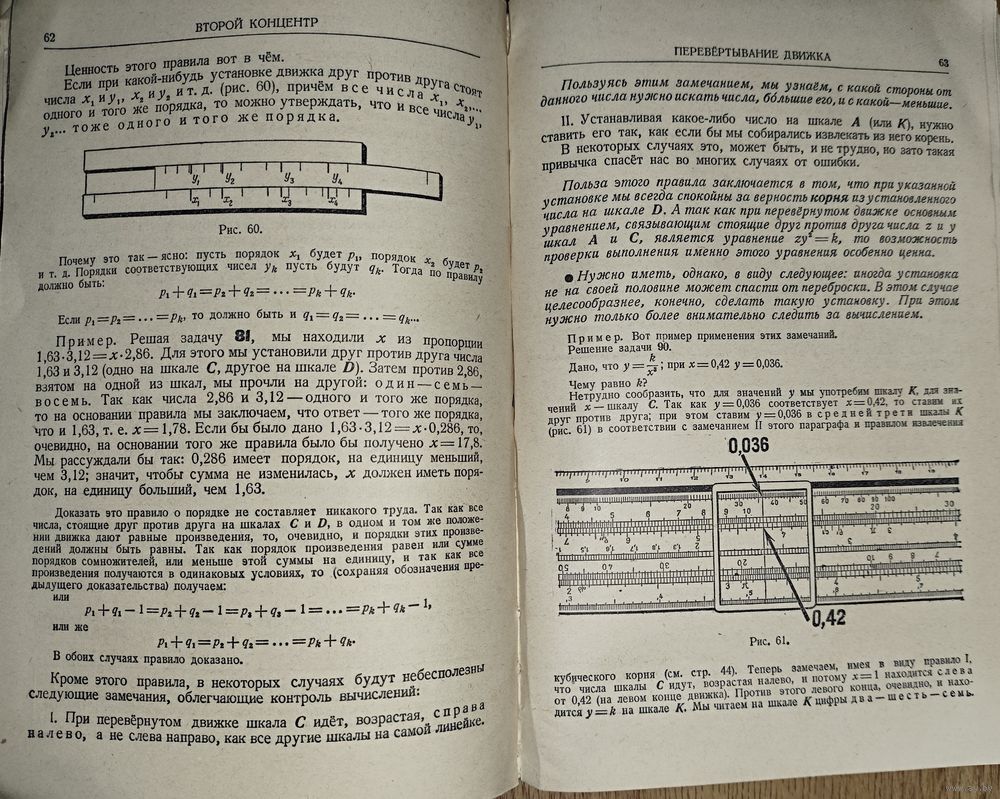 62
ВТОРОЙ КОНЦЕНТР
Ценность этого правила вот в чём.
Если при какой-нибудь установке движка друг против друга стоят
числа x₁ и y₁, x₂ и y₂ и т. д. (рис. 60), причём все числа x₁, x₂,...
одного и того же порядка, то можно утверждать, что и все числа y₁,
y₂... тоже одного и того же порядка.
y₁ y₂ y₃ y₄
x₁ x₂ x₃ x₄
Рис. 60.
Почему это так — ясно: пусть порядок x₁ будет p₁, порядок x₂ будет p₂
и т. д. Порядки соответствующих чисел yₖ пусть будут qₖ. Тогда по правилу
должно быть:
p₁+q₁=p₂+q₂=...=pₖ+qₖ.
Если p₁=p₂=...=pₖ, то должно быть и q₁=q₂=...=qₖ...
Пример. Решая задачу 81, мы находили x из пропорции
1,63·3,12=x·2,86. Для этого мы установили друг против друга числа
1,63 и 3,12 (одно на шкале C, другое на шкале D). Затем против 2,86,
взятом на одной из шкал, мы прочли на другой: один—семь—
восемь. Так как числа 2,86 и 3,12 — одного и того же порядка,
то на основании правила мы заключаем, что ответ — того же порядка,
что и 1,63, т. е. x=1,78. Если бы было дано 1,63·3,12=x·0,286, то,
очевидно, на основании того же правила было бы получено x=17,8.
Мы рассуждали бы так: 0,286 имеет порядок, на единицу меньший,
чем 3,12; значит, чтобы сумма не изменилась, x должен иметь поря-
док, на единицу больший, чем 1,63.
Доказать это правило о порядке не составляет никакого труда. Так как все
числа, стоящие друг против друга на шкалах C и D, в одном и том же положе-
нии движка дают равные произведения, то, очевидно, и порядки этих произве-
дений должны быть равны. Так как порядок произведения равен или сумме
порядков сомножителей, или меньше этой суммы на единицу, и так как все
произведения получаются в одинаковых условиях, то (сохраняя обозначения пре-
дыдущего доказательства) получаем:
или
p₁+q₁—1=p₂+q₂—1=p₃+q₃—1=...=pₖ+qₖ—1,
или же
p₁+q₁=p₂+q₂=...=pₖ+qₖ.
В обоих случаях правило доказано.
Кроме этого правила, в некоторых случаях будут небесполезны
следующие замечания, облегчающие контроль вычислений:
I. При перевёрнутом движке шкала C идёт, возрастая, справа
налево, а не слева направо, как все другие шкалы на самой линейке.
ПЕРЕВЁРТЫВАНИЕ ДВИЖКА
63
Пользуясь этим замечанием, мы узнаём, с какой стороны от
данного числа нужно искать числа, бо́льшие его, и с какой—меньшие.
II. Устанавливая какое-либо число на шкале A (или K), нужно
ставить его так, как если бы мы собирались извлекать из него корень.
В некоторых случаях это, может быть, и не трудно, но зато такая
привычка спасёт нас во многих случаях от ошибки.
Польза этого правила заключается в том, что при указанной
установке мы всегда спокойны за верность корня из установленного
числа на шкале D. А так как при перевёрнутом движке основным
уравнением, связывающим стоящие друг против друга числа z и y
шкал A и C, является уравнение zy²=k, то возможность
проверки выполнения именно этого уравнения особенно ценна.
● Нужно иметь, однако, в виду следующее: иногда установка
не на своей половине может спасти от переброски. В этом случае
целесообразнее, конечно, сделать такую установку. При этом
нужно только более внимательно следить за вычислением.
Пример. Вот пример применения этих замечаний.
Решение задачи 90.
Дано, что y=k/x³; при x=0,42 y=0,036.
Чему равно k?
Нетрудно сообразить, что для значений y мы употребим шкалу K, для зна-
чений x — шкалу C. Так как y=0,036 соответствует x=0,42, то ставим их
друг против друга; при этом ставим y=0,036 в средней трети шкалы K
(рис. 61) в соответствии с замечанием II этого параграфа и правилом извлечения
0,036
0,42
Рис. 61.
кубического корня (см. стр. 44). Теперь замечаем, имея в виду правило I,
что числа шкалы C идут, возрастая налево, и потому x=1 находится слева
от 0,42 (на левом конце движка). Против этого левого конца, очевидно, и нахо-
дится y=k на шкале K. Мы читаем на шкале K цифры два—шесть—семь.
www.ay.by